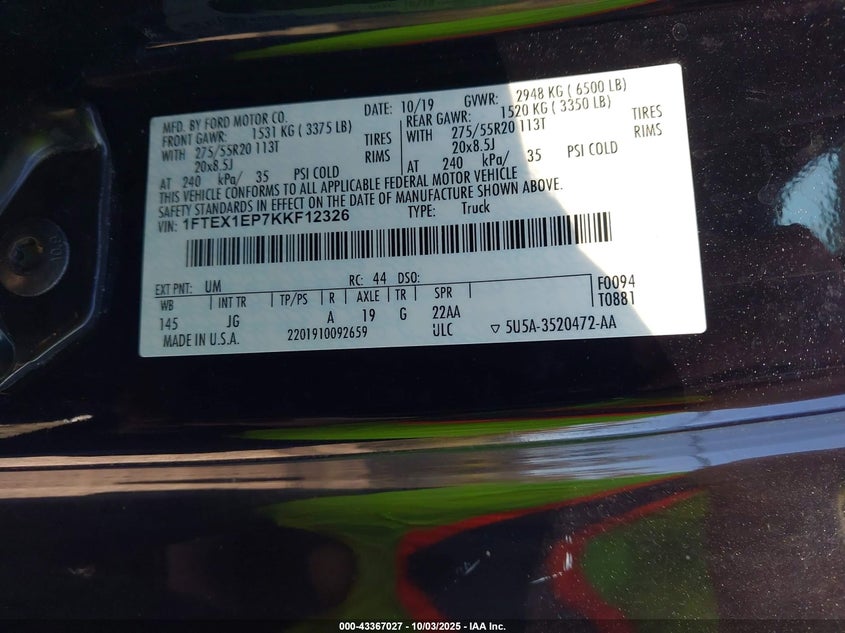 MFD. BY FORD MOTOR CO. DATE: 10/19 GVWR: 2948 KG ( 6500 LB)
FRONT GAWR: 1531 KG ( 3375 LB) REAR GAWR: 1520 KG ( 3350 LB)
WITH 275/55R20 113T TIRES WITH 275/55R20 113T TIRES
20x8.5J RIMS 20x8.5J RIMS
AT 240 kPa/ 35 PSI COLD AT 240 kPa/ 35 PSI COLD
THIS VEHICLE CONFORMS TO ALL APPLICABLE FEDERAL MOTOR VEHICLE
SAFETY STANDARDS IN EFFECT ON THE DATE OF MANUFACTURE SHOWN ABOVE.
VIN: 1FTEX1EP7KKF12326 TYPE: Truck
EXT PNT: UM RC: 44 DSO: F0094
WB INT TR TP/PS R AXLE TR SPR T0881
145 JG A 19 G 22AA
MADE IN U.S.A. 2201910092659 ULC ▽ 5U5A-3520472-AA
000-43367027 - 10/03/2025 - IAA Inc.